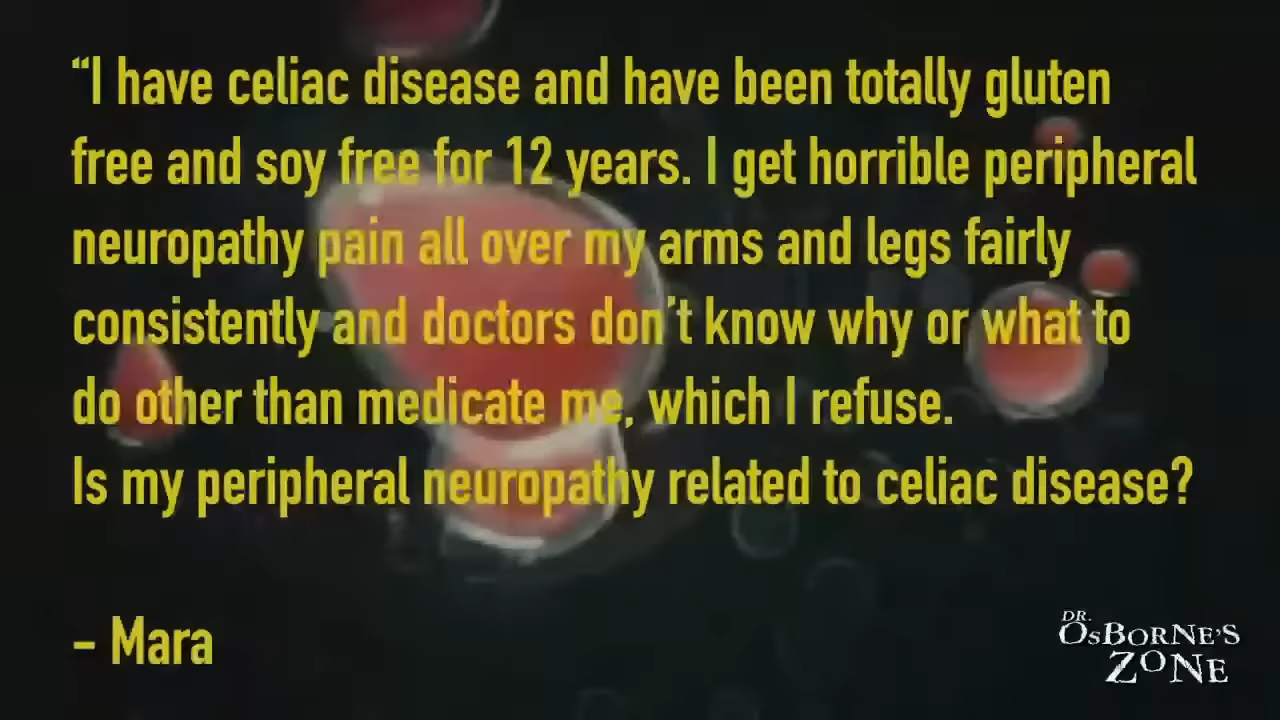 “I have celiac disease and have been totally gluten
free and soy free for 12 years. I get horrible peripheral
neuropathy pain all over my arms and legs fairly
consistently and doctors don’t know why or what to
do other than medicate me, which I refuse.
Is my peripheral neuropathy related to celiac disease?
– Mara
DR.
OSBORNE’S
ZONE